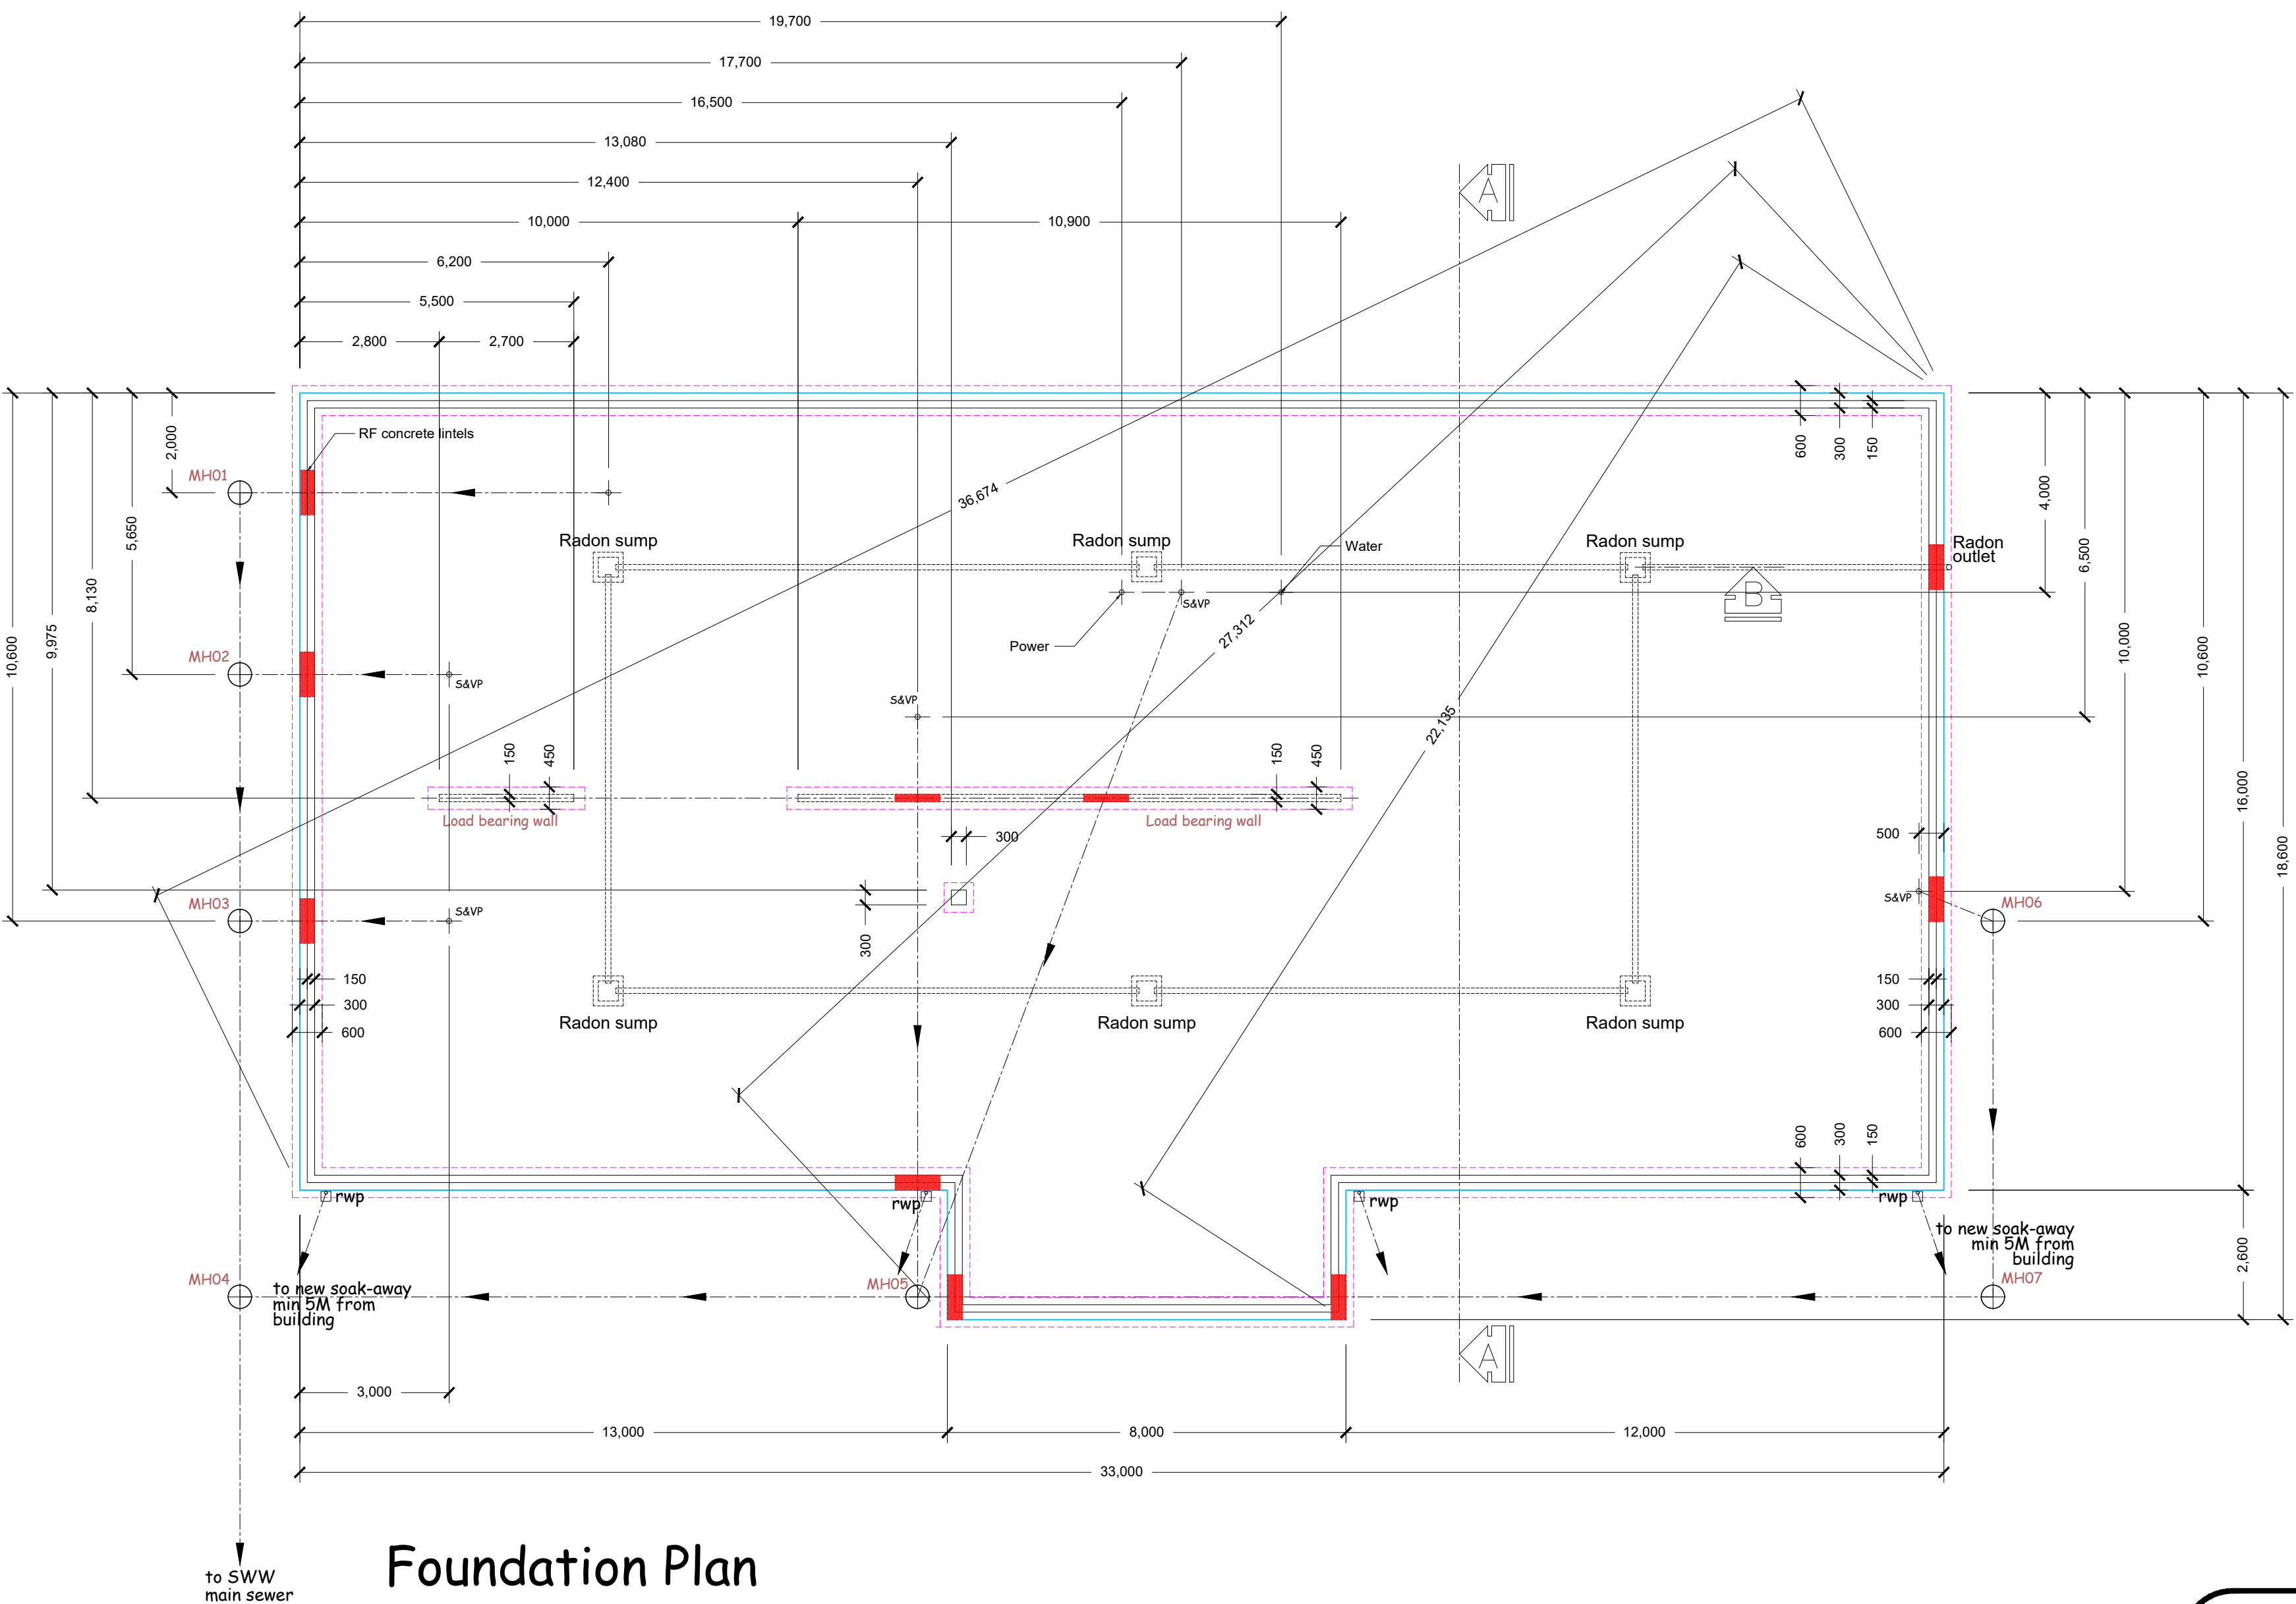 19,700
17,700
16,500
13,080
12,400
10,000
10,900
6,200
5,500
2,800
2,700
A
RF concrete lintels
MH01
2,000
5,650
8,130
9,975
10,600
MH02
MH03
MH04
36,674
27,312
22,135
Radon sump
Radon sump
Radon sump
Radon
outlet
Water
Power
S&VP
S&VP
S&VP
S&VP
S&VP
B
600
300
150
4,000
6,500
10,000
10,600
16,000
18,600
2,600
150
450
150
450
Load bearing wall
Load bearing wall
300
300
500
MH06
150
300
600
150
300
600
Radon sump
Radon sump
Radon sump
600
300
150
rwp
rwp
rwp
rwp
to new soak-away
min 5M from
building
to new soak-away
min 5M from
building
MH05
MH07
A
3,000
13,000
8,000
12,000
33,000
Foundation Plan
to SWW
main sewer